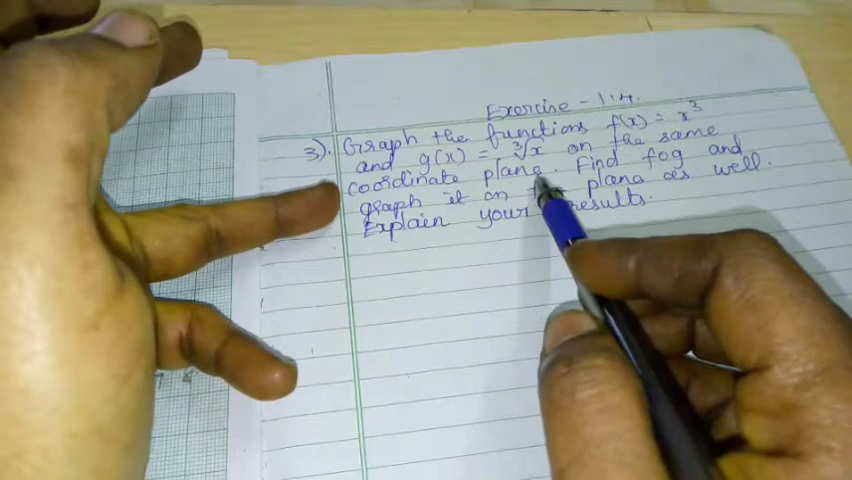 Exercise - 1.4.
3). Graph the functions f(x) = x³
and g(x) = ∛x on the same
coordinate plane. Find fog and
graph it on the plane as well.
Explain your results.